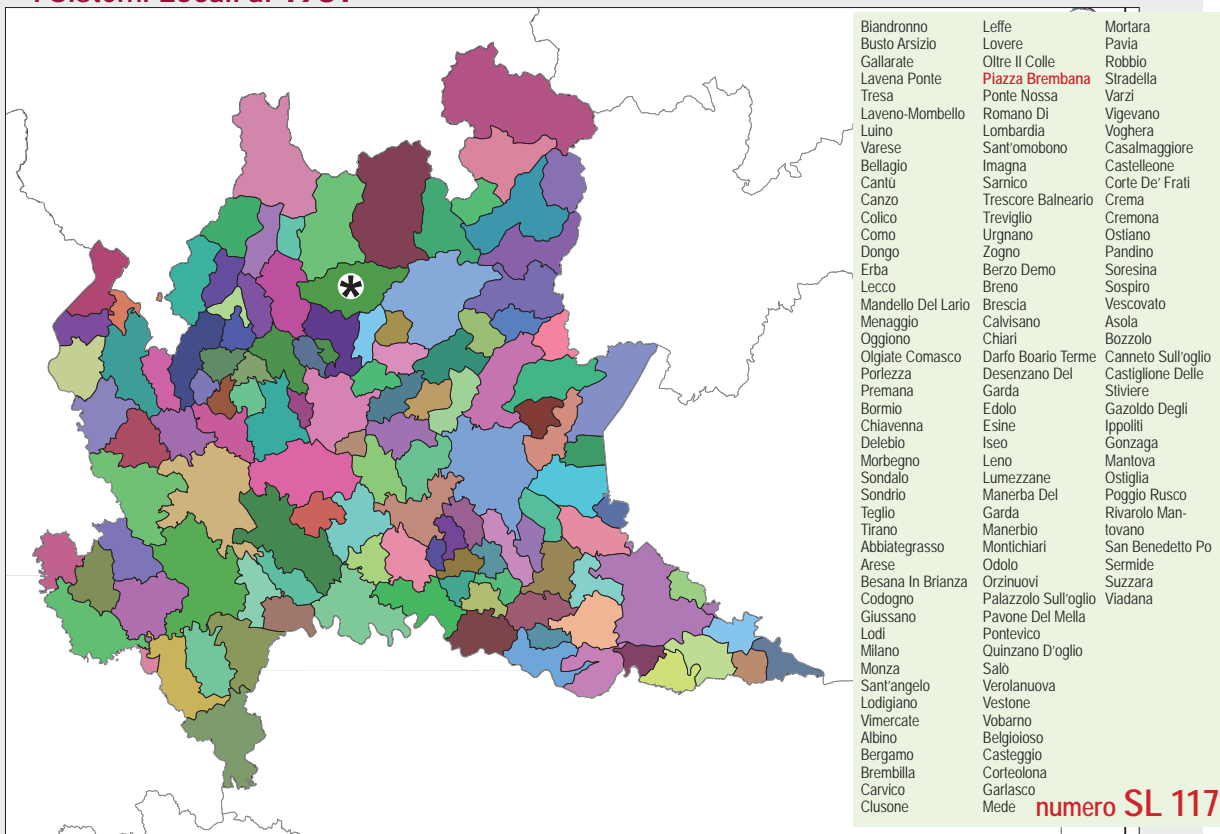 Biandronno
Busto Arsizio
Gallarate
Lavena Ponte
Tresa
Laveno-Mombello
Luino
Varese
Bellagio
Cantù
Canzo
Colico
Como
Dongo
Erba
Lecco
Mandello Del Lario
Menaggio
Oggiono
Olgiate Comasco
Porlezza
Premana
Bormio
Chiavenna
Delebio
Morbegno
Sondalo
Sondrio
Teglio
Tirano
Abbiategrasso
Arese
Besana In Brianza
Codogno
Giussano
Lodi
Milano
Monza
Sant'angelo
Lodigiano
Vimercate
Albino
Bergamo
Brembilla
Carvico
Clusone
Leffe
Lovere
Oltre Il Colle
Piazza Brembana
Ponte Nossa
Romano Di
Lombardia
Sant'omobono
Imagna
Sarnico
Trescore Balneario
Treviglio
Urgnano
Zogno
Berzo Demo
Breno
Brescia
Calvisano
Chiari
Darfo Boario Terme
Desenzano Del
Garda
Edolo
Esine
Iseo
Leno
Lumezzane
Manerba Del
Garda
Manerbio
Montichiari
Odolo
Orzinuovi
Palazzolo Sull'oglio
Pavone Del Mella
Pontevico
Quinzano D'oglio
Salò
Verolanuova
Vestone
Vobarno
Belgioioso
Casteggio
Corteolona
Garlasco
Mede
Mortara
Pavia
Robbio
Stradella
Varzi
Vigevano
Voghera
Casalmaggiore
Castelleone
Corte De' Frati
Crema
Cremona
Ostiano
Pandino
Soresina
Sospiro
Vescovato
Asola
Bozzolo
Canneto Sull'oglio
Castiglione Delle
Stiviere
Gazoldo Degli
Ippoliti
Gonzaga
Mantova
Ostiglia
Poggio Rusco
Rivarolo Man-
tovano
San Benedetto Po
Sermide
Suzzara
Viadana
numero SL 117